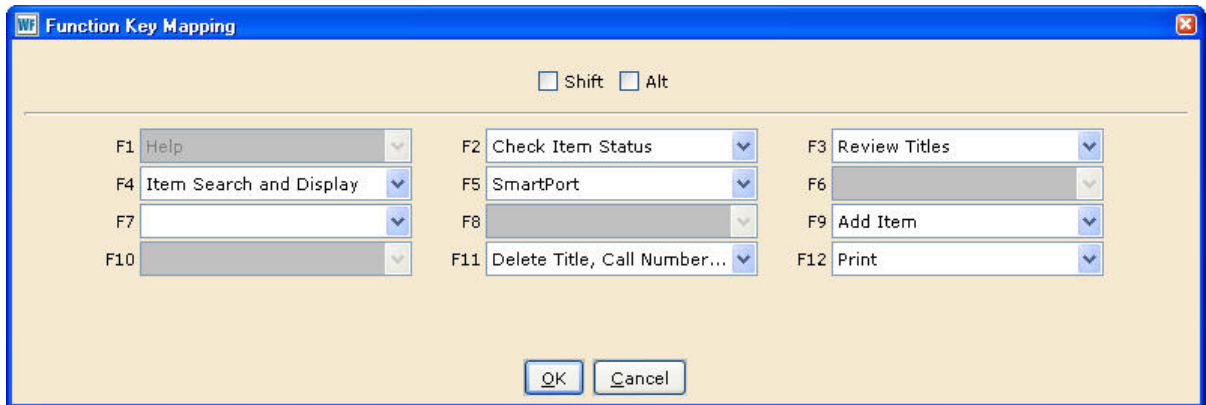 WF Function Key Mapping
Shift Alt
F1 Help F2 Check Item Status F3 Review Titles
F4 Item Search and Display F5 SmartPort F6
F7 F8 F9 Add Item
F10 F11 Delete Title, Call Number... F12 Print
OK Cancel